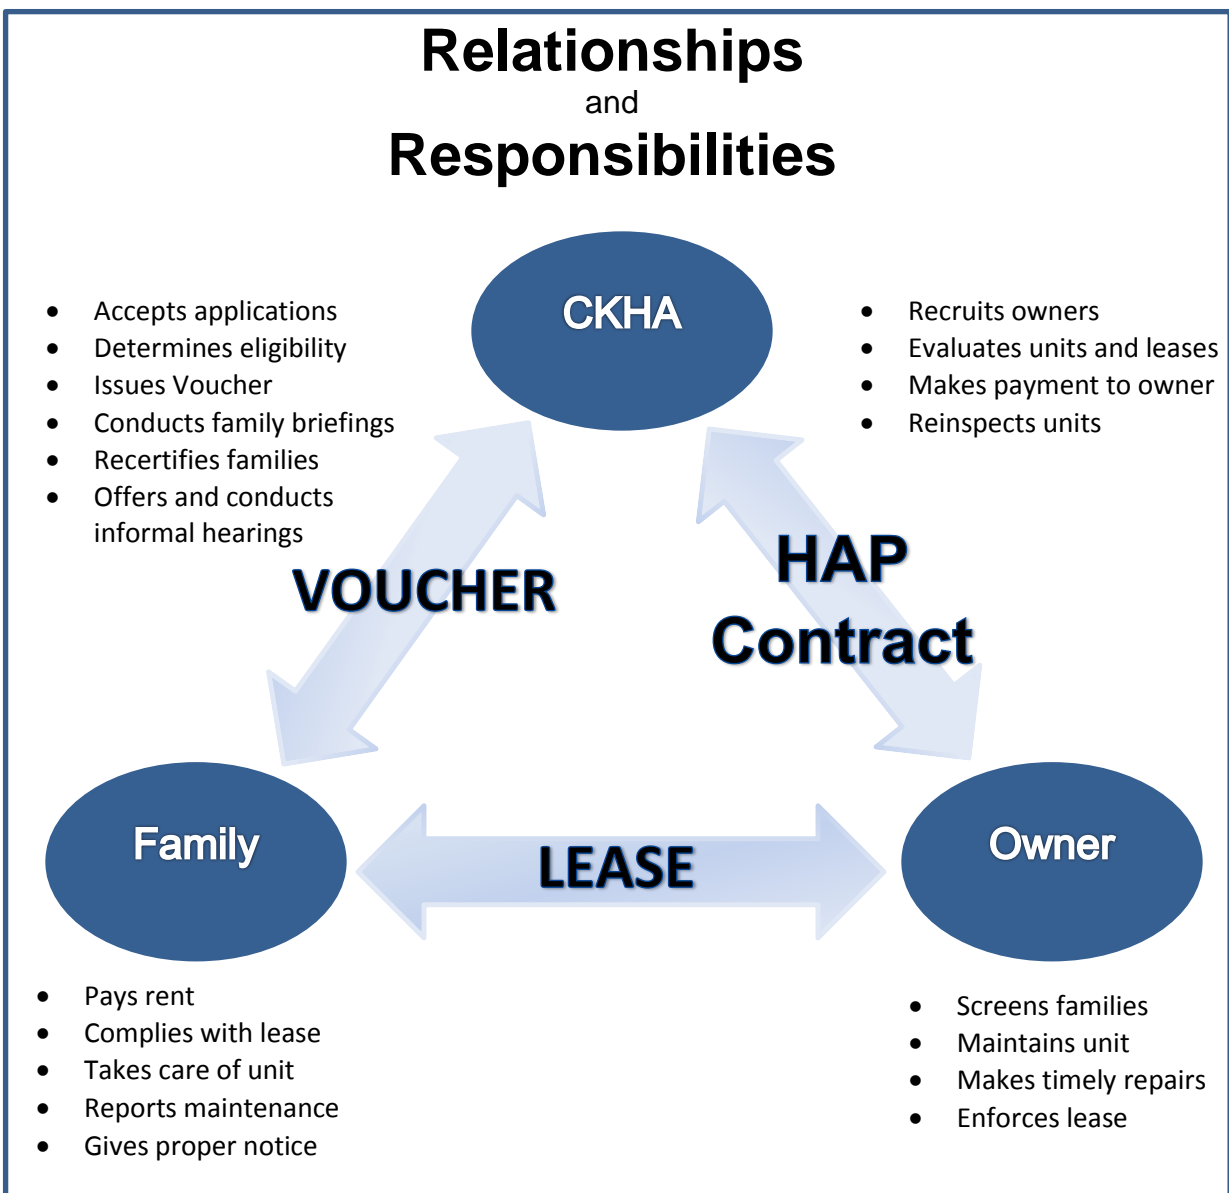 Relationships
and
Responsibilities
CKHA
• Accepts applications
• Determines eligibility
• Issues Voucher
• Conducts family briefings
• Recertifies families
• Offers and conducts
informal hearings
• Recruits owners
• Evaluates units and leases
• Makes payment to owner
• Reinspects units
VOUCHER
HAP
Contract
Family
LEASE
Owner
• Pays rent
• Complies with lease
• Takes care of unit
• Reports maintenance
• Gives proper notice
• Screens families
• Maintains unit
• Makes timely repairs
• Enforces lease